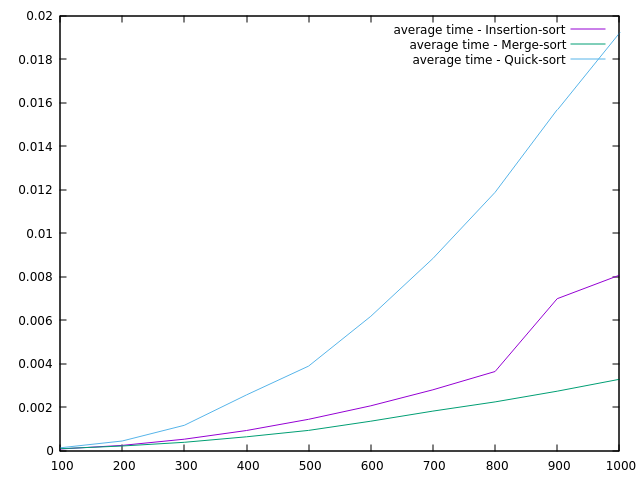 0.02
0.018
0.016
0.014
0.012
0.01
0.008
0.006
0.004
0.002
0
average time - Insertion-sort
average time - Merge-sort
average time - Quick-sort
100 200 300 400 500 600 700 800 900 1000